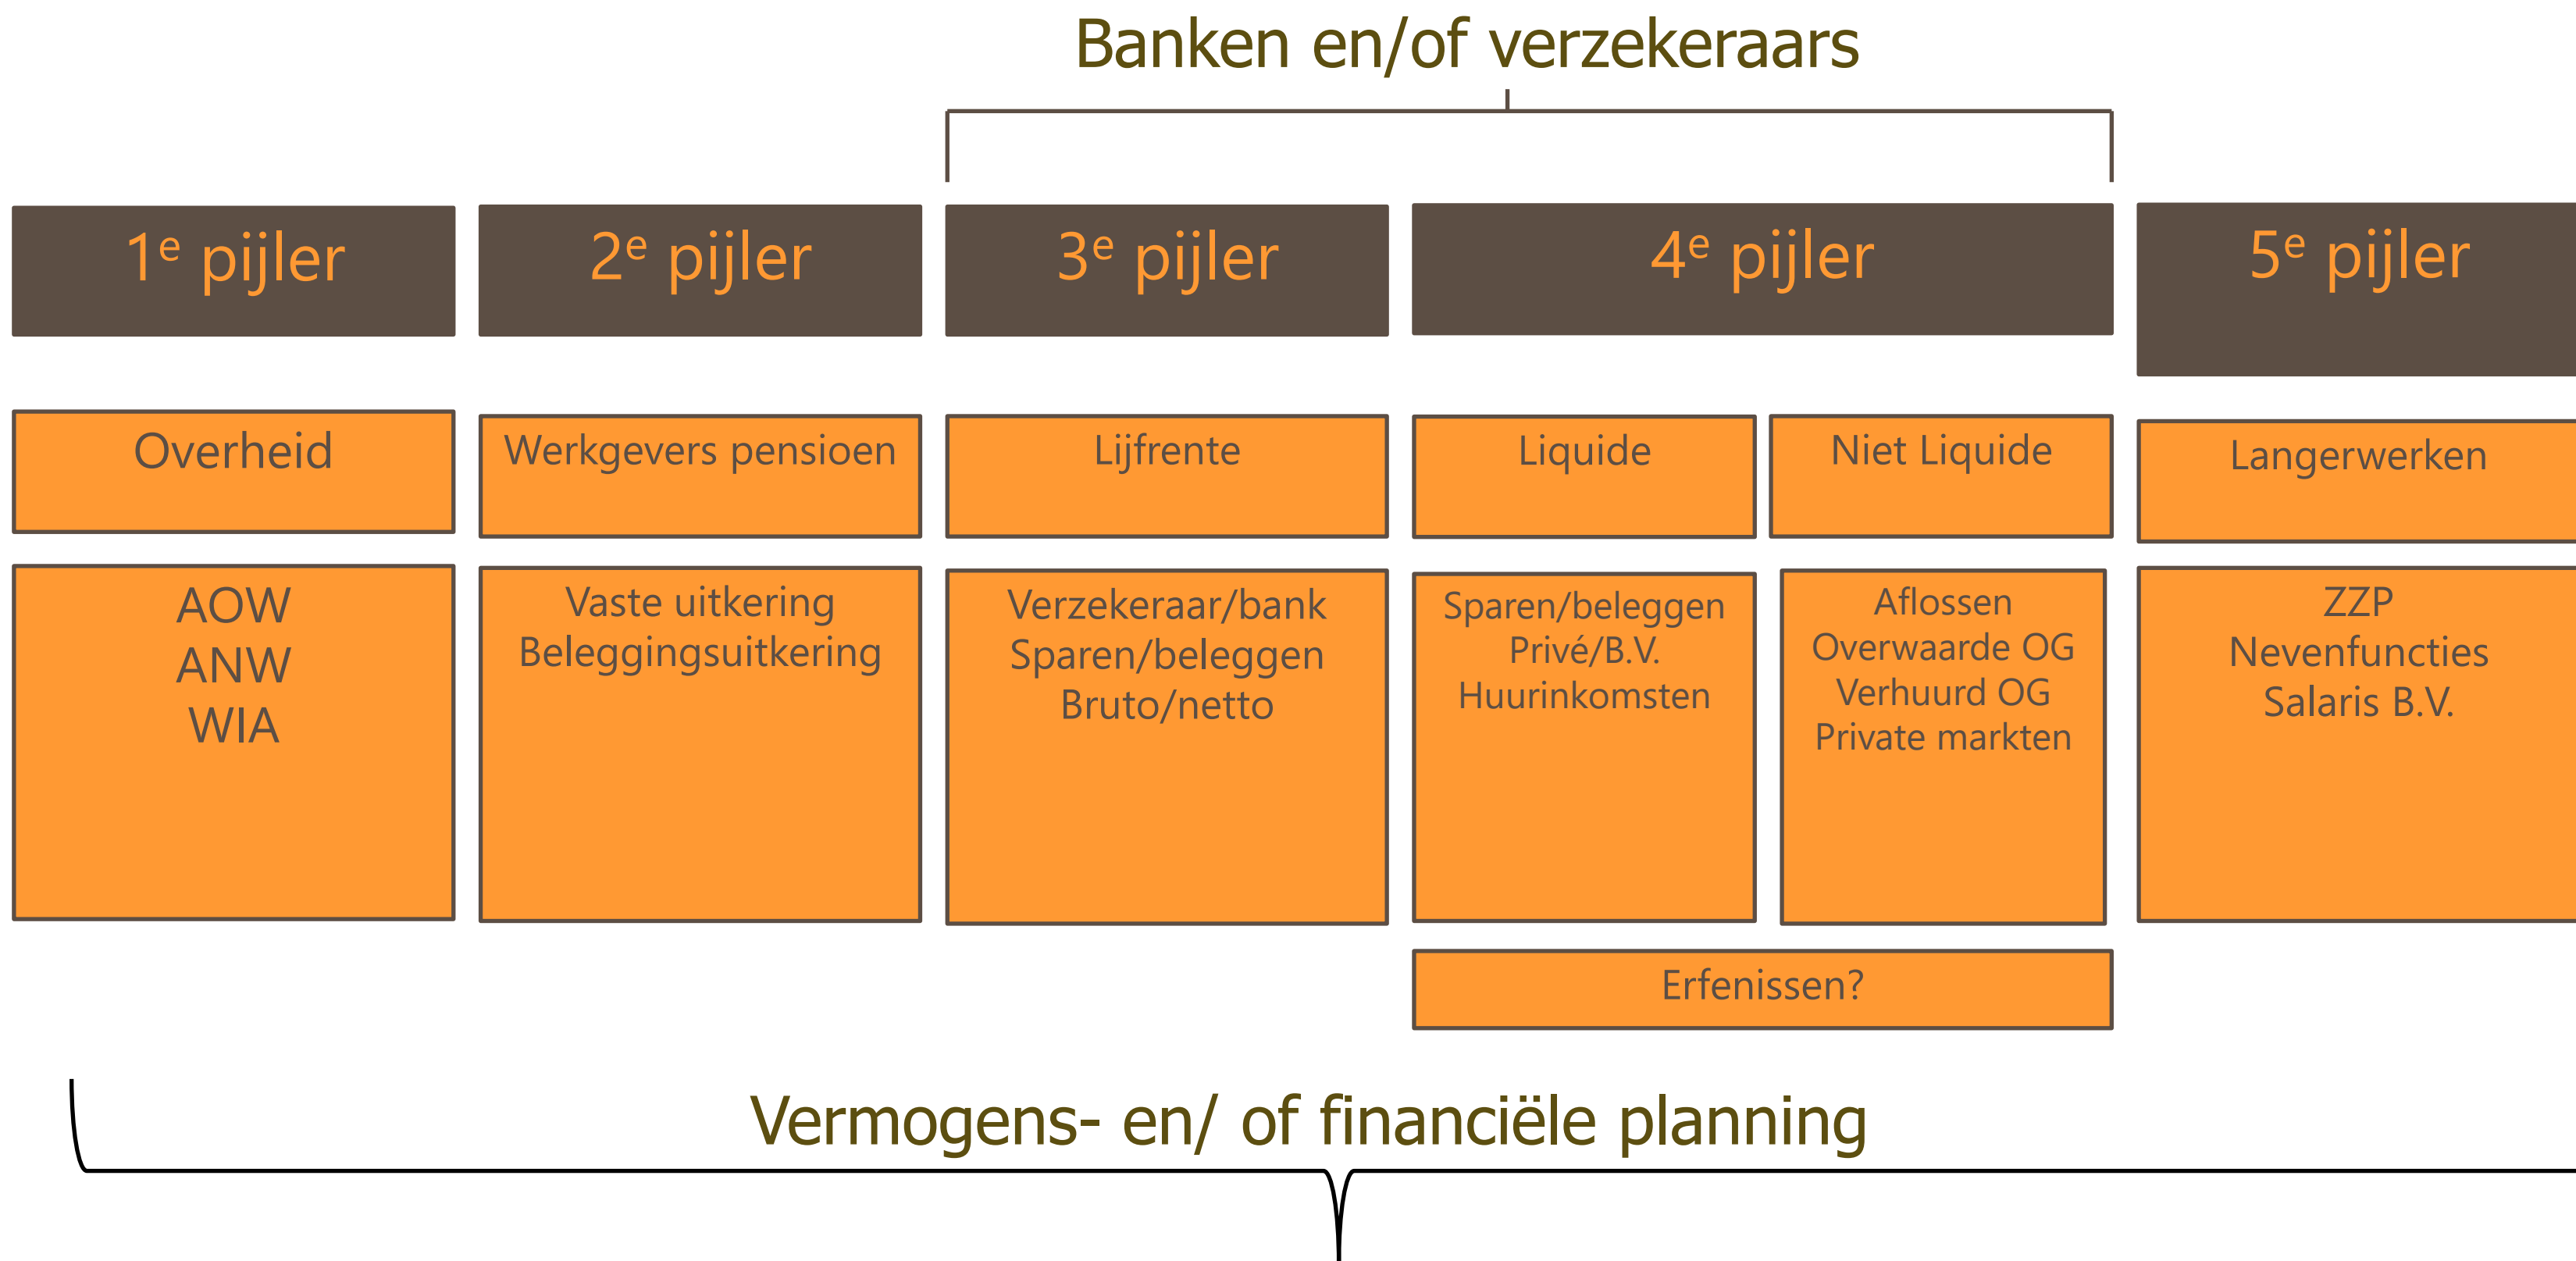 Banken en/of verzekeraars
1e pijler
2e pijler
3e pijler
4e pijler
5e pijler
Overheid
Werkgevers pensioen
Lijfrente
Liquide
Niet Liquide
Langerwerken
AOW
ANW
WIA
Vaste uitkering
Beleggingsuitkering
Verzekeraar/bank
Sparen/beleggen
Bruto/netto
Sparen/beleggen
Privé/B.V.
Huurinkomsten
Aflossen
Overwaarde OG
Verhuurd OG
Private markten
ZZP
Nevenfuncties
Salaris B.V.
Erfenissen?
Vermogens- en/ of financiële planning